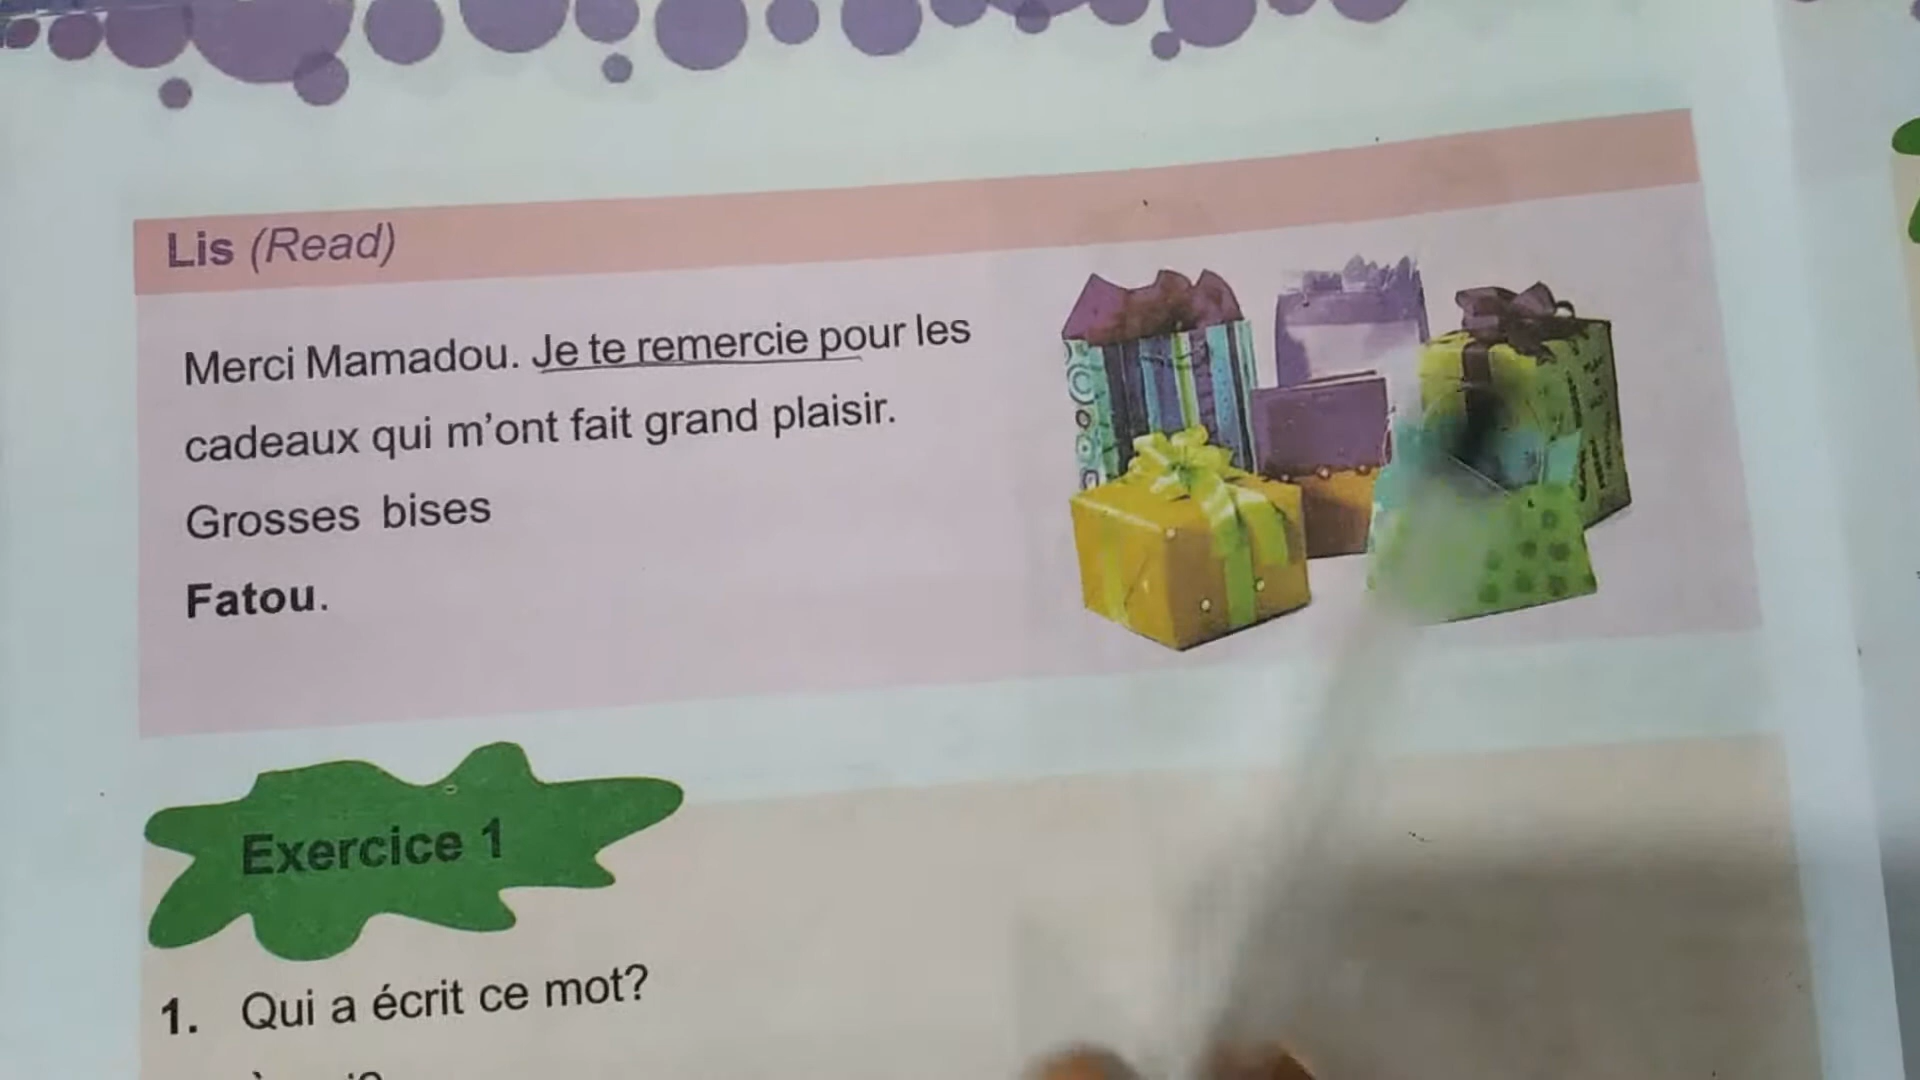 Lis (Read)
Merci Mamadou. Je te remercie pour les
cadeaux qui m'ont fait grand plaisir.
Grosses bises
Fatou.
Exercice 1
1. Qui a écrit ce mot?